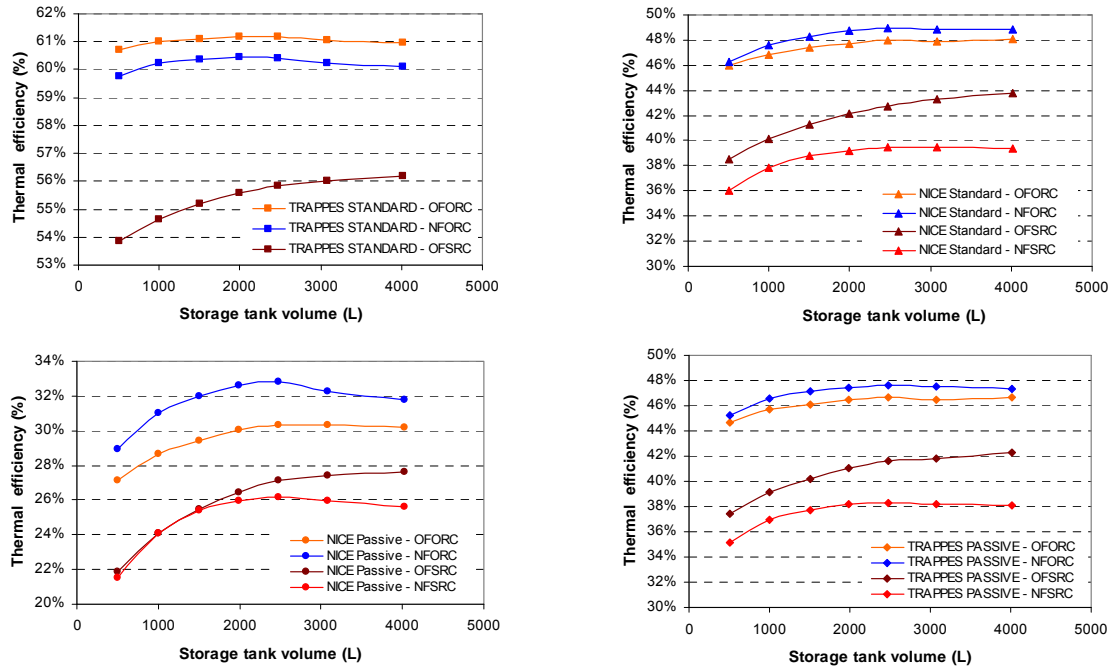 Thermal efficiency (%)
62%
61%
60%
59%
58%
57%
56%
55%
54%
53%
TRAPPES STANDARD - OFORC
TRAPPES STANDARD - NFORC
TRAPPES STANDARD - OFSRC
0 1000 2000 3000 4000 5000
Storage tank volume (L)
Thermal efficiency (%)
50%
48%
46%
44%
42%
40%
38%
36%
34%
32%
30%
NICE Standard - OFORC
NICE Standard - NFORC
NICE Standard - OFSRC
NICE Standard - NFSRC
0 1000 2000 3000 4000 5000
Storage tank volume (L)
Thermal efficiency (%)
34%
32%
30%
28%
26%
24%
22%
20%
NICE Passive - OFORC
NICE Passive - NFORC
NICE Passive - OFSRC
NICE Passive - NFSRC
0 1000 2000 3000 4000 5000
Storage tank volume (L)
Thermal efficiency (%)
50%
48%
46%
44%
42%
40%
38%
36%
34%
32%
30%
TRAPPES PASSIVE - OFORC
TRAPPES PASSIVE - NFORC
TRAPPES PASSIVE - OFSRC
TRAPPES PASSIVE - NFSRC
0 1000 2000 3000 4000 5000
Storage tank volume (L)